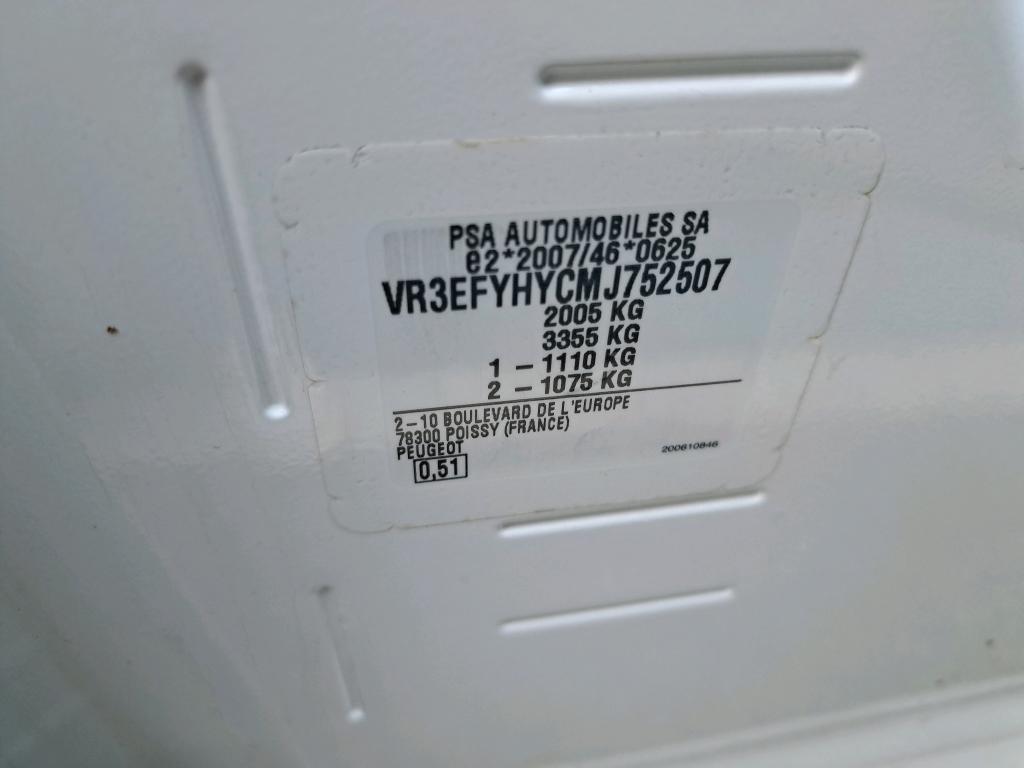 PSA AUTOMOBILES SA
e2*2007/46*0625
VR3EFYHYCMJ752507
2005 KG
3355 KG
1 – 1110 KG
2 – 1075 KG
2–10 BOULEVARD DE L'EUROPE
78300 POISSY (FRANCE)
PEUGEOT
0,51
200610846